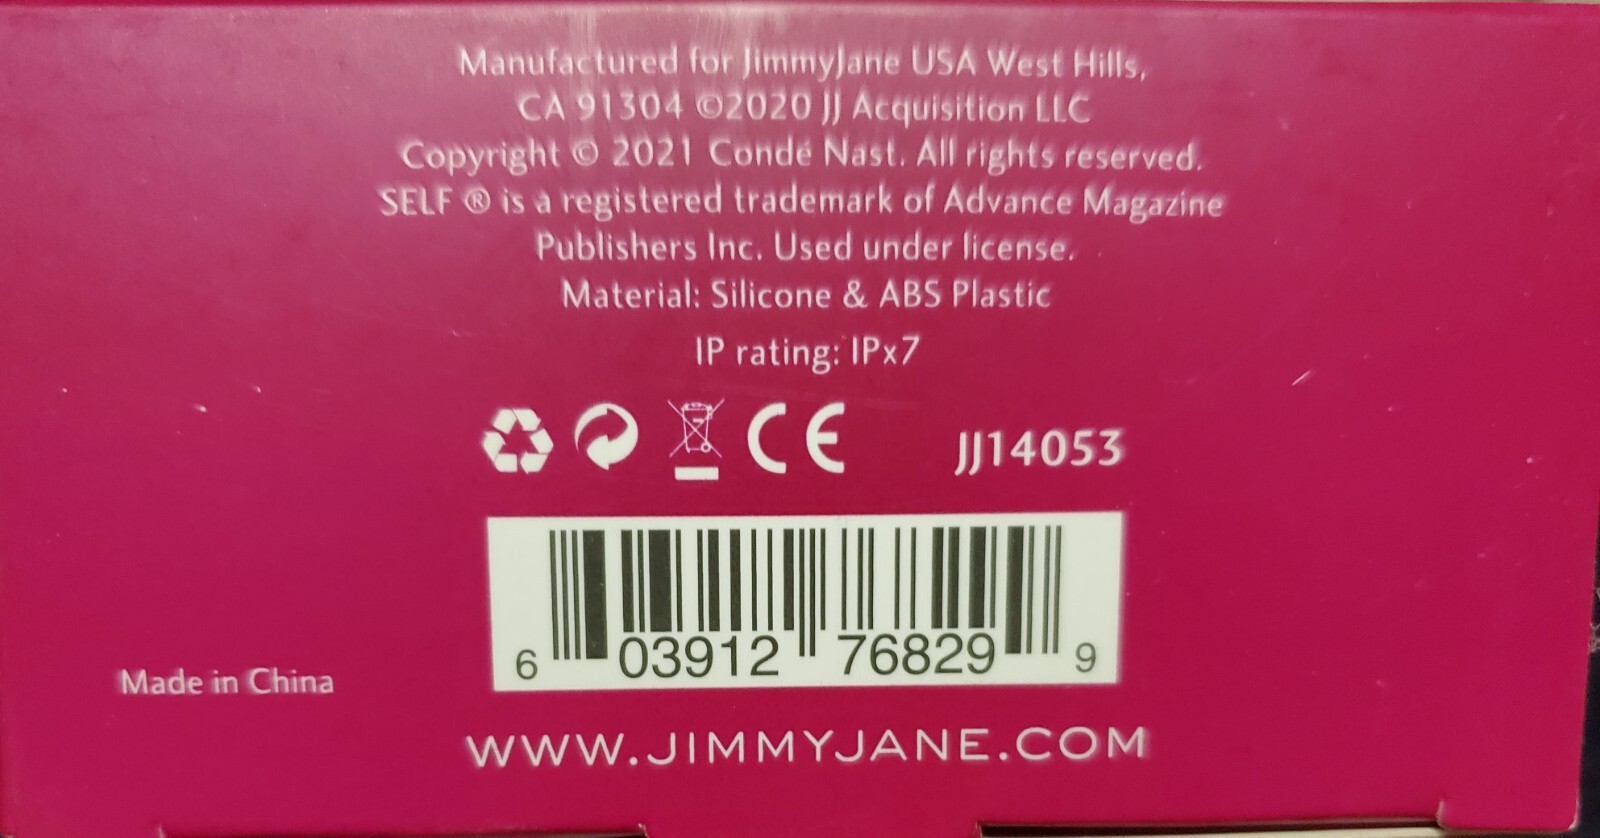 Manufactured for JimmyJane USA West Hills,
CA 91304 ©2020 JJ Acquisition LLC
Copyright © 2021 Condé Nast. All rights reserved.
SELF ® is a registered trademark of Advance Magazine
Publishers Inc. Used under license.
Material: Silicone & ABS Plastic
IP rating: IPx7
CE JJ14053
6 03912 76829 9
Made in China
WWW.JIMMYJANE.COM